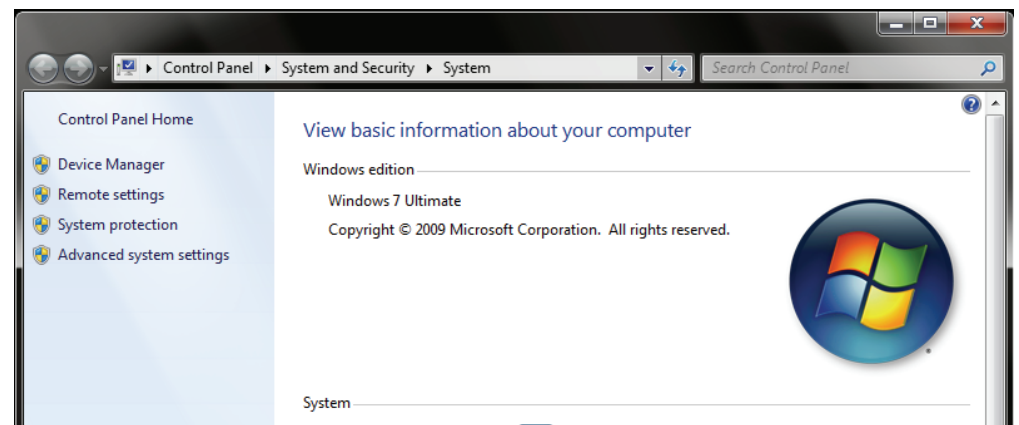 Control Panel ▸ System and Security ▸ System
Search Control Panel
Control Panel Home
Device Manager
Remote settings
System protection
Advanced system settings
View basic information about your computer
Windows edition
Windows 7 Ultimate
Copyright © 2009 Microsoft Corporation. All rights reserved.
System